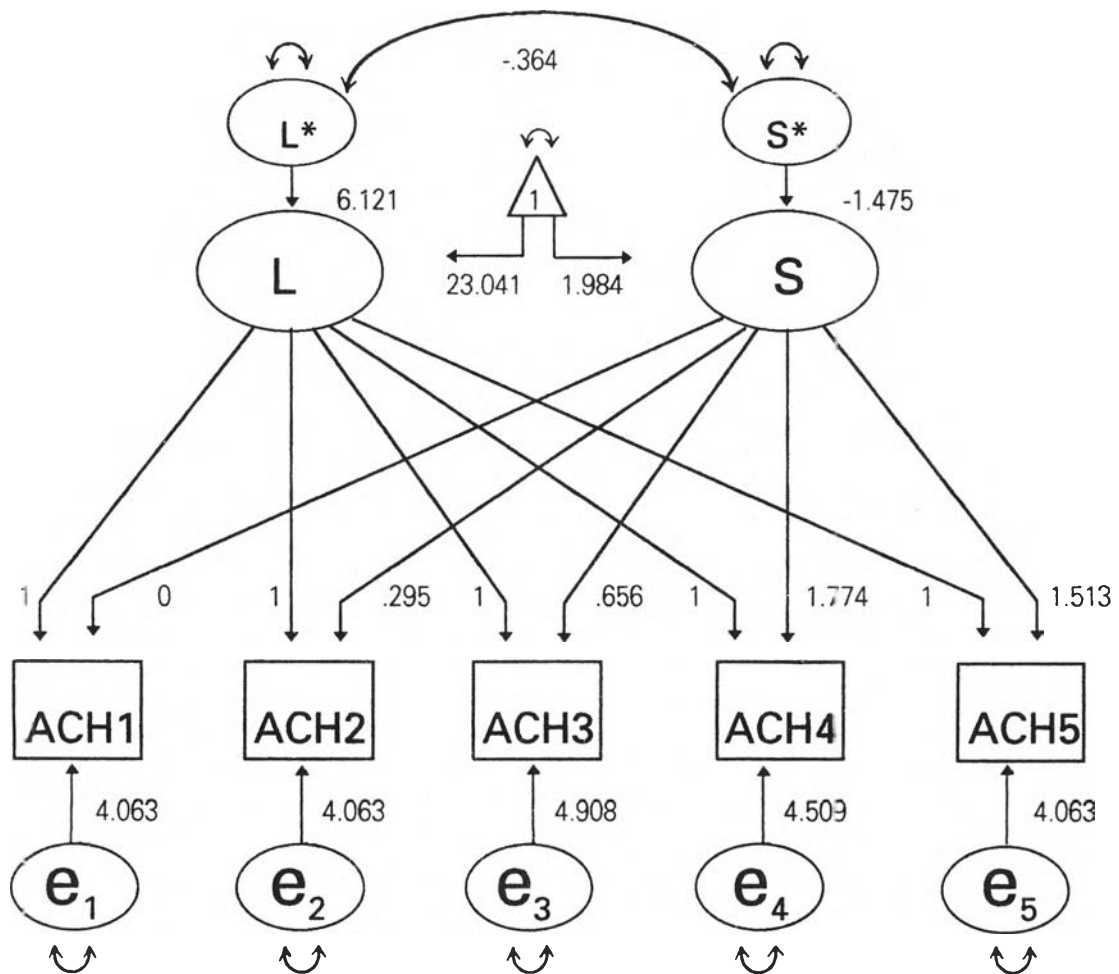 -.364
L* S*
6.121 1 -1.475
L S
23.041 1.984
1 0 1 .295 1 .656 1 1.774 1 1.513
ACH1 ACH2 ACH3 ACH4 ACH5
4.063 4.063 4.908 4.509 4.063
e1 e2 e3 e4 e5